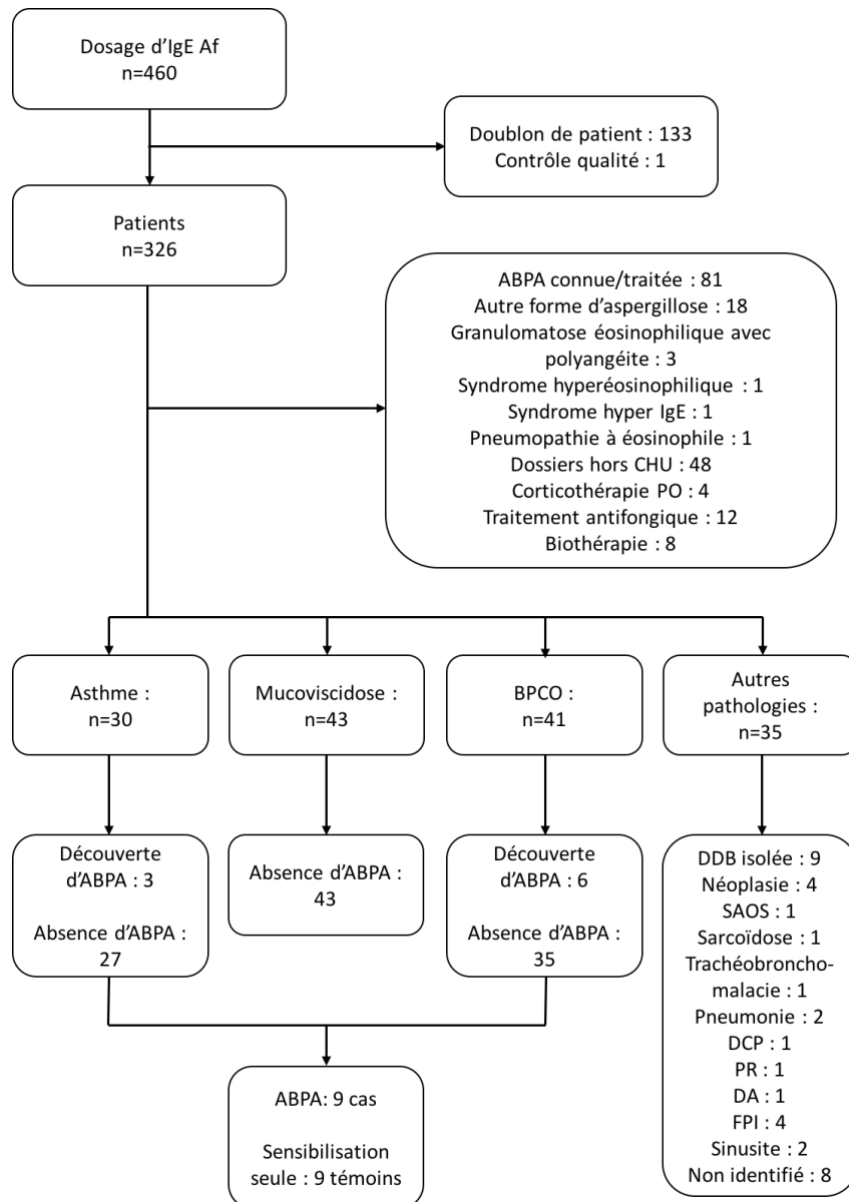 Dosage d'IgE Af
n=460
Doublon de patient : 133
Contrôle qualité : 1
Patients
n=326
ABPA connue/traitée : 81
Autre forme d'aspergillose : 18
Granulomatose éosinophilique avec
polyangéite : 3
Syndrome hyperéosinophilique : 1
Syndrome hyper IgE : 1
Pneumopathie à éosinophile : 1
Dossiers hors CHU : 48
Corticothérapie PO : 4
Traitement antifongique : 12
Biothérapie : 8
Asthme :
n=30
Mucoviscidose :
n=43
BPCO :
n=41
Autres
pathologies :
n=35
Découverte
d'ABPA : 3
Absence d'ABPA :
27
Absence d'ABPA :
43
Découverte
d'ABPA : 6
Absence d'ABPA :
35
DDB isolée : 9
Néoplasie : 4
SAOS : 1
Sarcoïdose : 1
Trachéobroncho-
malacie : 1
Pneumonie : 2
DCP : 1
PR : 1
DA : 1
FPI : 4
Sinusite : 2
Non identifié : 8
ABPA: 9 cas
Sensibilisation
seule : 9 témoins